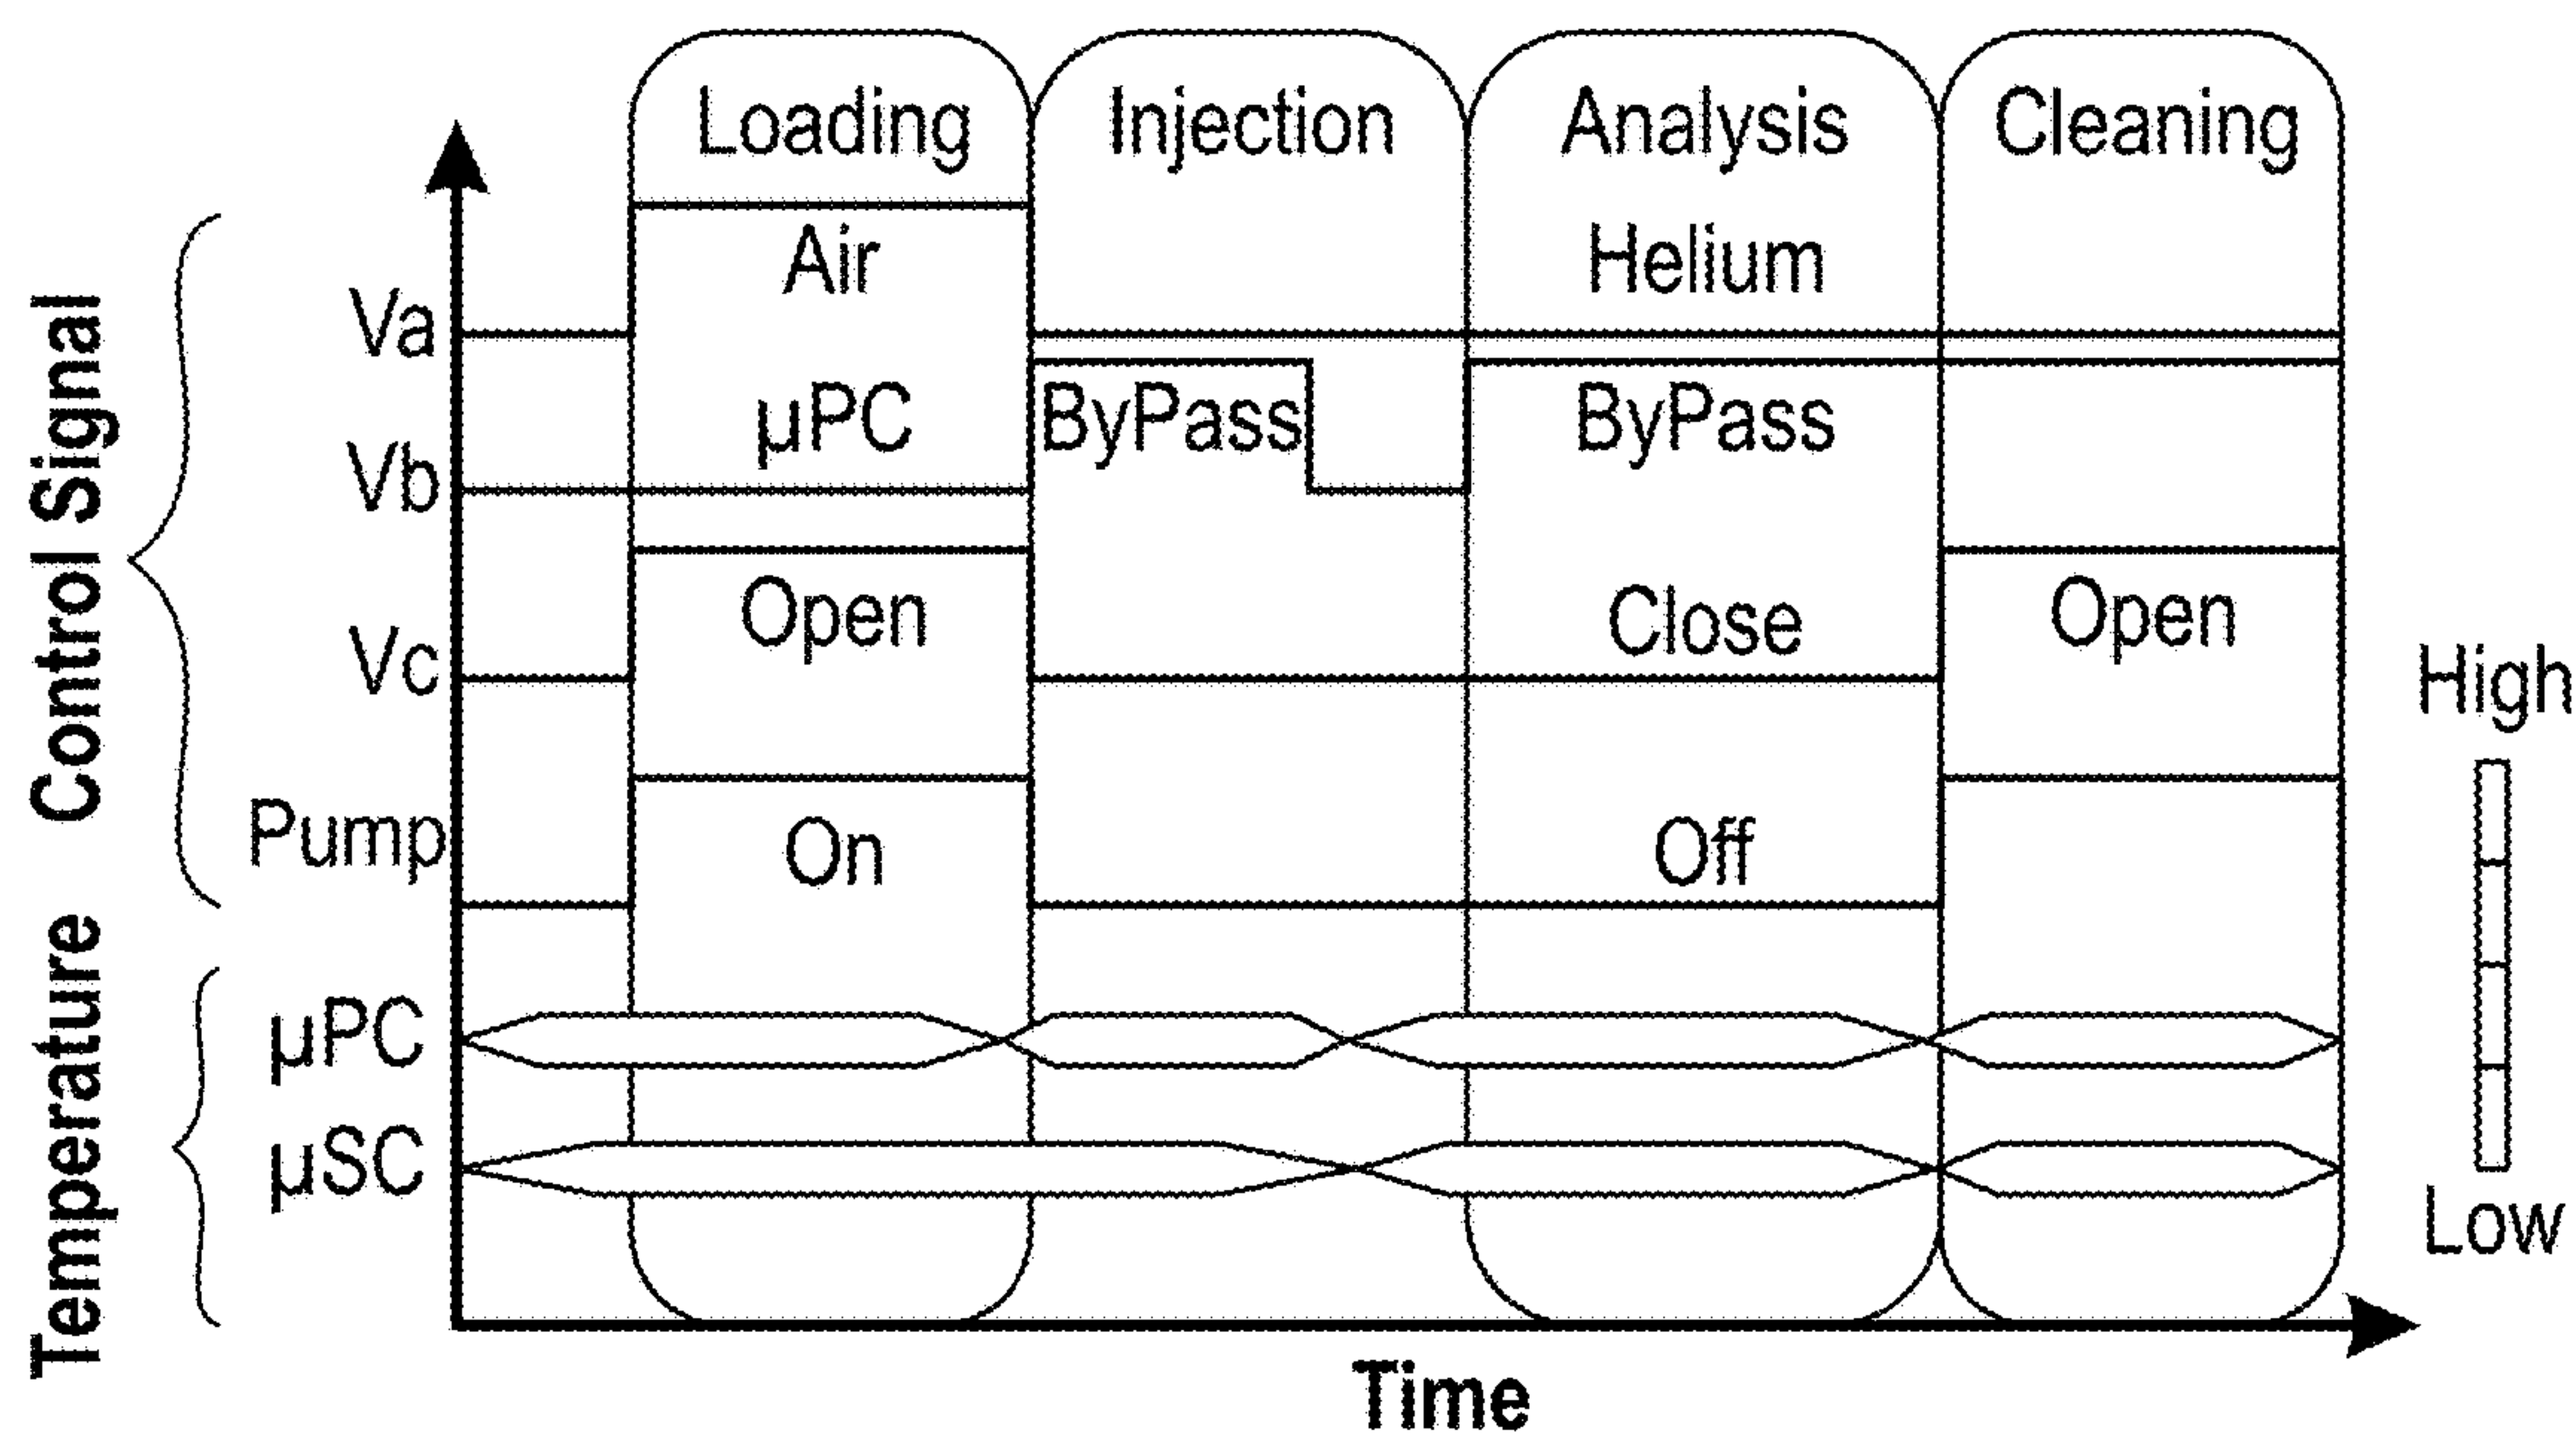 Loading Injection Analysis Cleaning
Air Helium
Va
μPC ByPass ByPass
Vb
Open Close Open
Vc
High
Pump On Off
μPC
μSC
Low
Time
Control Signal
Temperature